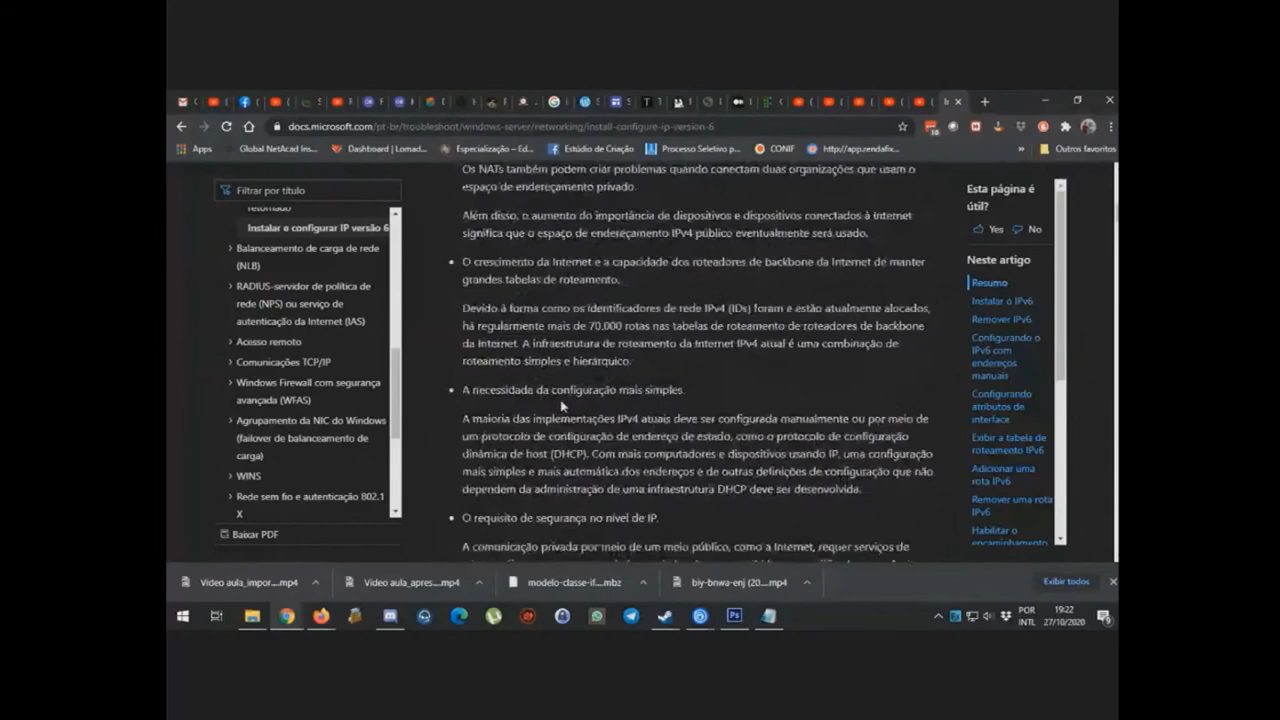 docs.microsoft.com/pt-br/troubleshoot/windows-server/networking/install-configure-ip-version-6
Apps
Global NetAcad Ins...
Dashboard | Lomad...
Especialização – Ed...
Estúdio de Criação
Processo Seletivo p...
CONIF
http://app.zendafix...
»
Outros favoritos
Filtrar por título
retornado
Instalar e configurar IP versão 6
Balanceamento de carga de rede
(NLB)
RADIUS-servidor de política de
rede (NPS) ou serviço de
autenticação da Internet (IAS)
Acesso remoto
Comunicações TCP/IP
Windows Firewall com segurança
avançada (WFAS)
Agrupamento da NIC do Windows
(failover de balanceamento de
carga)
WINS
Rede sem fio e autenticação 802.1
X
Baixar PDF
Os NATs também podem criar problemas quando conectam duas organizações que usam o
espaço de endereçamento privado.
Além disso, o aumento do importância de dispositivos e dispositivos conectados à Internet
significa que o espaço de endereçamento IPv4 público eventualmente será usado.
• O crescimento da Internet e a capacidade dos roteadores de backbone da Internet de manter
grandes tabelas de roteamento.
Devido à forma como os identificadores de rede IPv4 (IDs) foram e estão atualmente alocados,
há regularmente mais de 70.000 rotas nas tabelas de roteamento de roteadores de backbone
da Internet. A infraestrutura de roteamento da Internet IPv4 atual é uma combinação de
roteamento simples e hierárquico.
• A necessidade da configuração mais simples.
A maioria das implementações IPv4 atuais deve ser configurada manualmente ou por meio de
um protocolo de configuração de endereço de estado, como o protocolo de configuração
dinâmica de host (DHCP). Com mais computadores e dispositivos usando IP, uma configuração
mais simples e mais automática dos endereços e de outras definições de configuração que não
dependem da administração de uma infraestrutura DHCP deve ser desenvolvida.
• O requisito de segurança no nível de IP.
A comunicação privada por meio de um meio público, como a Internet, requer serviços de
Esta página é
útil?
Yes No
Neste artigo
Resumo
Instalar o IPv6
Remover IPv6
Configurando o
IPv6 com
endereços
manuais
Configurando
atributos de
interface
Exibir a tabela de
roteamento IPv6
Adicionar uma
rota IPv6
Remover uma rota
IPv6
Habilitar o
encaminhamento
Vídeo aula_impor....mp4
Vídeo aula_apres....mp4
modelo-classe-if....mbz
biy-bnwa-enj (20....mp4
Exibir todos
POR
INTL
19:22
27/10/2020